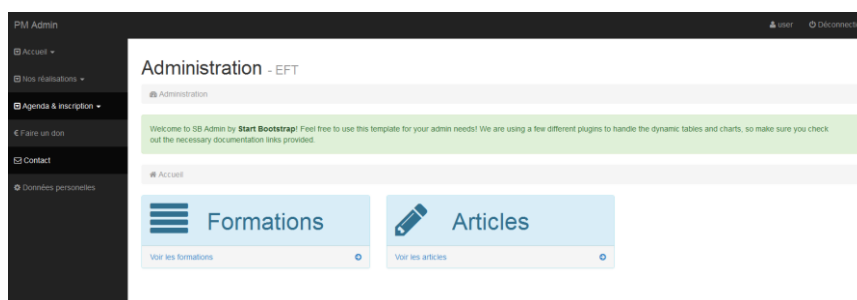 PM Admin
user
Déconnecte
Accueil
Nos réalisations
Agenda & inscription
€ Faire un don
Contact
Données personelles
Administration - EFT
Administration
Welcome to SB Admin by Start Bootstrap! Feel free to use this template for your admin needs! We are using a few different plugins to handle the dynamic tables and charts, so make sure you check
out the necessary documentation links provided.
Accueil
Formations
Voir les formations
Articles
Voir les articles